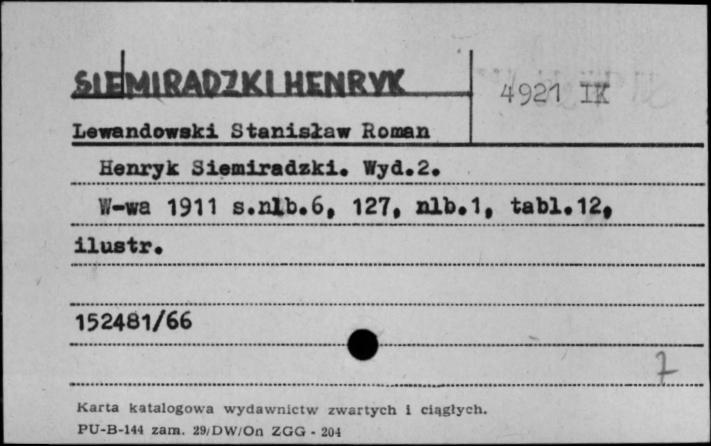 SIEMIRADZKI HENRYK
4921 IK
Lewandowski Stanisław Roman
Henryk Siemiradzki. Wyd.2.
W-wa 1911 s.nlb.6, 127, nlb.1, tabl.12,
ilustr.
152481/66
7
Karta katalogowa wydawnictw zwartych i ciągłych.
PU-B-144 zam. 29/DW/On ZGG - 204